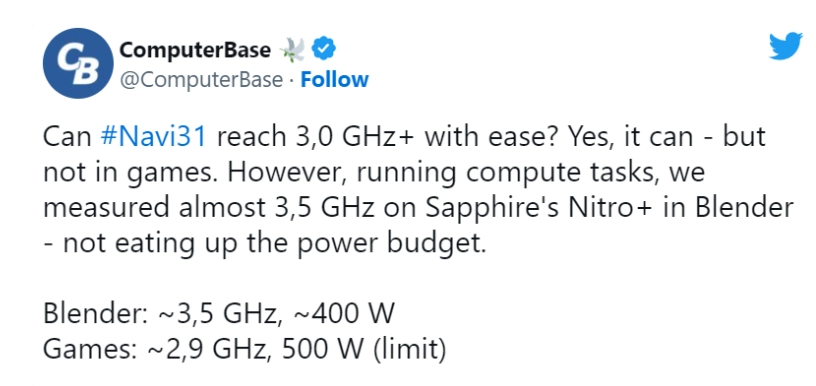 CB
ComputerBase
@ComputerBase · Follow
Can #Navi31 reach 3,0 GHz+ with ease? Yes, it can - but
not in games. However, running compute tasks, we
measured almost 3,5 GHz on Sapphire's Nitro+ in Blender
- not eating up the power budget.
Blender: ~3,5 GHz, ~400 W
Games: ~2,9 GHz, 500 W (limit)